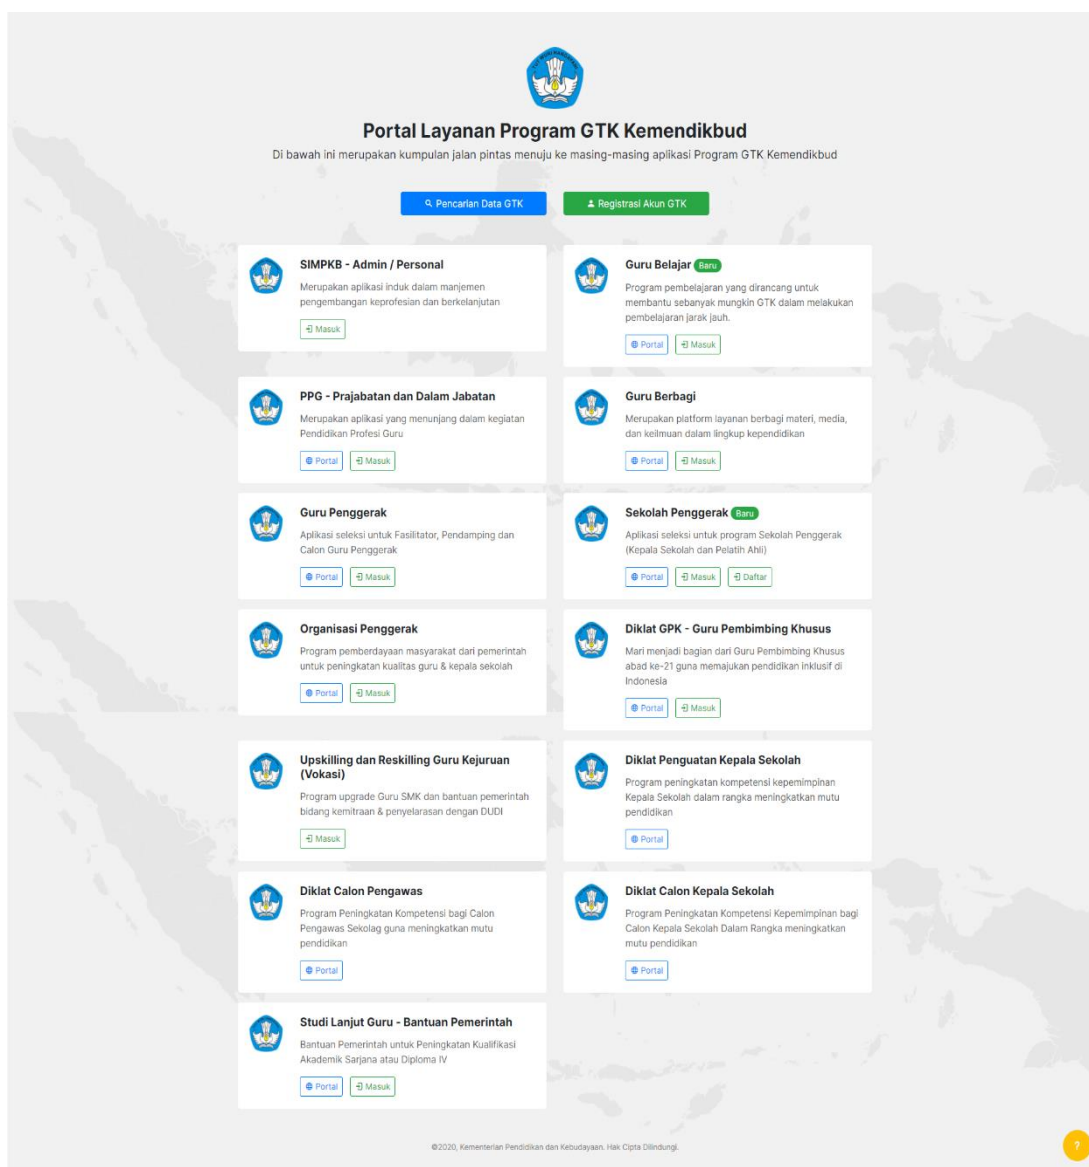 Portal Layanan Program GTK Kemendikbud
Di bawah ini merupakan kumpulan jalan pintas menuju ke masing-masing aplikasi Program GTK Kemendikbud
Pencarian Data GTK
Registrasi Akun GTK
SIMPKB - Admin / Personal
Merupakan aplikasi induk dalam manjemen
pengembangan keprofesian dan berkelanjutan
Masuk
Guru Belajar Baru
Program pembelajaran yang dirancang untuk
membantu sebanyak mungkin GTK dalam melakukan
pembelajaran jarak jauh.
Portal Masuk
PPG - Prajabatan dan Dalam Jabatan
Merupakan aplikasi yang menunjang dalam kegiatan
Pendidikan Profesi Guru
Portal Masuk
Guru Berbagi
Merupakan platform layanan berbagi materi, media,
dan keilmuan dalam lingkup kependidikan
Portal Masuk
Guru Penggerak
Aplikasi seleksi untuk Fasilitator, Pendamping dan
Calon Guru Penggerak
Portal Masuk
Sekolah Penggerak Baru
Aplikasi seleksi untuk program Sekolah Penggerak
(Kepala Sekolah dan Pelatih Ahli)
Portal Masuk Daftar
Organisasi Penggerak
Program pemberdayaan masyarakat dari pemerintah
untuk peningkatan kualitas guru & kepala sekolah
Portal Masuk
Diklat GPK - Guru Pembimbing Khusus
Mari menjadi bagian dari Guru Pembimbing Khusus
abad ke-21 guna memajukan pendidikan inklusif di
Indonesia
Portal Masuk
Upskilling dan Reskilling Guru Kejuruan
(Vokasi)
Program upgrade Guru SMK dan bantuan pemerintah
bidang kemitraan & penyelarasan dengan DUDI
Masuk
Diklat Penguatan Kepala Sekolah
Program peningkatan kompetensi kepemimpinan
Kepala Sekolah dalam rangka meningkatkan mutu
pendidikan
Portal
Diklat Calon Pengawas
Program Peningkatan Kompetensi bagi Calon
Pengawas Sekolag guna meningkatkan mutu
pendidikan
Portal
Diklat Calon Kepala Sekolah
Program Peningkatan Kompetensi Kepemimpinan bagi
Calon Kepala Sekolah Dalam Rangka meningkatkan
mutu pendidikan
Portal
Studi Lanjut Guru - Bantuan Pemerintah
Bantuan Pemerintah untuk Peningkatan Kualifikasi
Akademik Sarjana atau Diploma IV
Portal Masuk
©2020, Kementerian Pendidikan dan Kebudayaan. Hak Cipta Dilindungi.
?